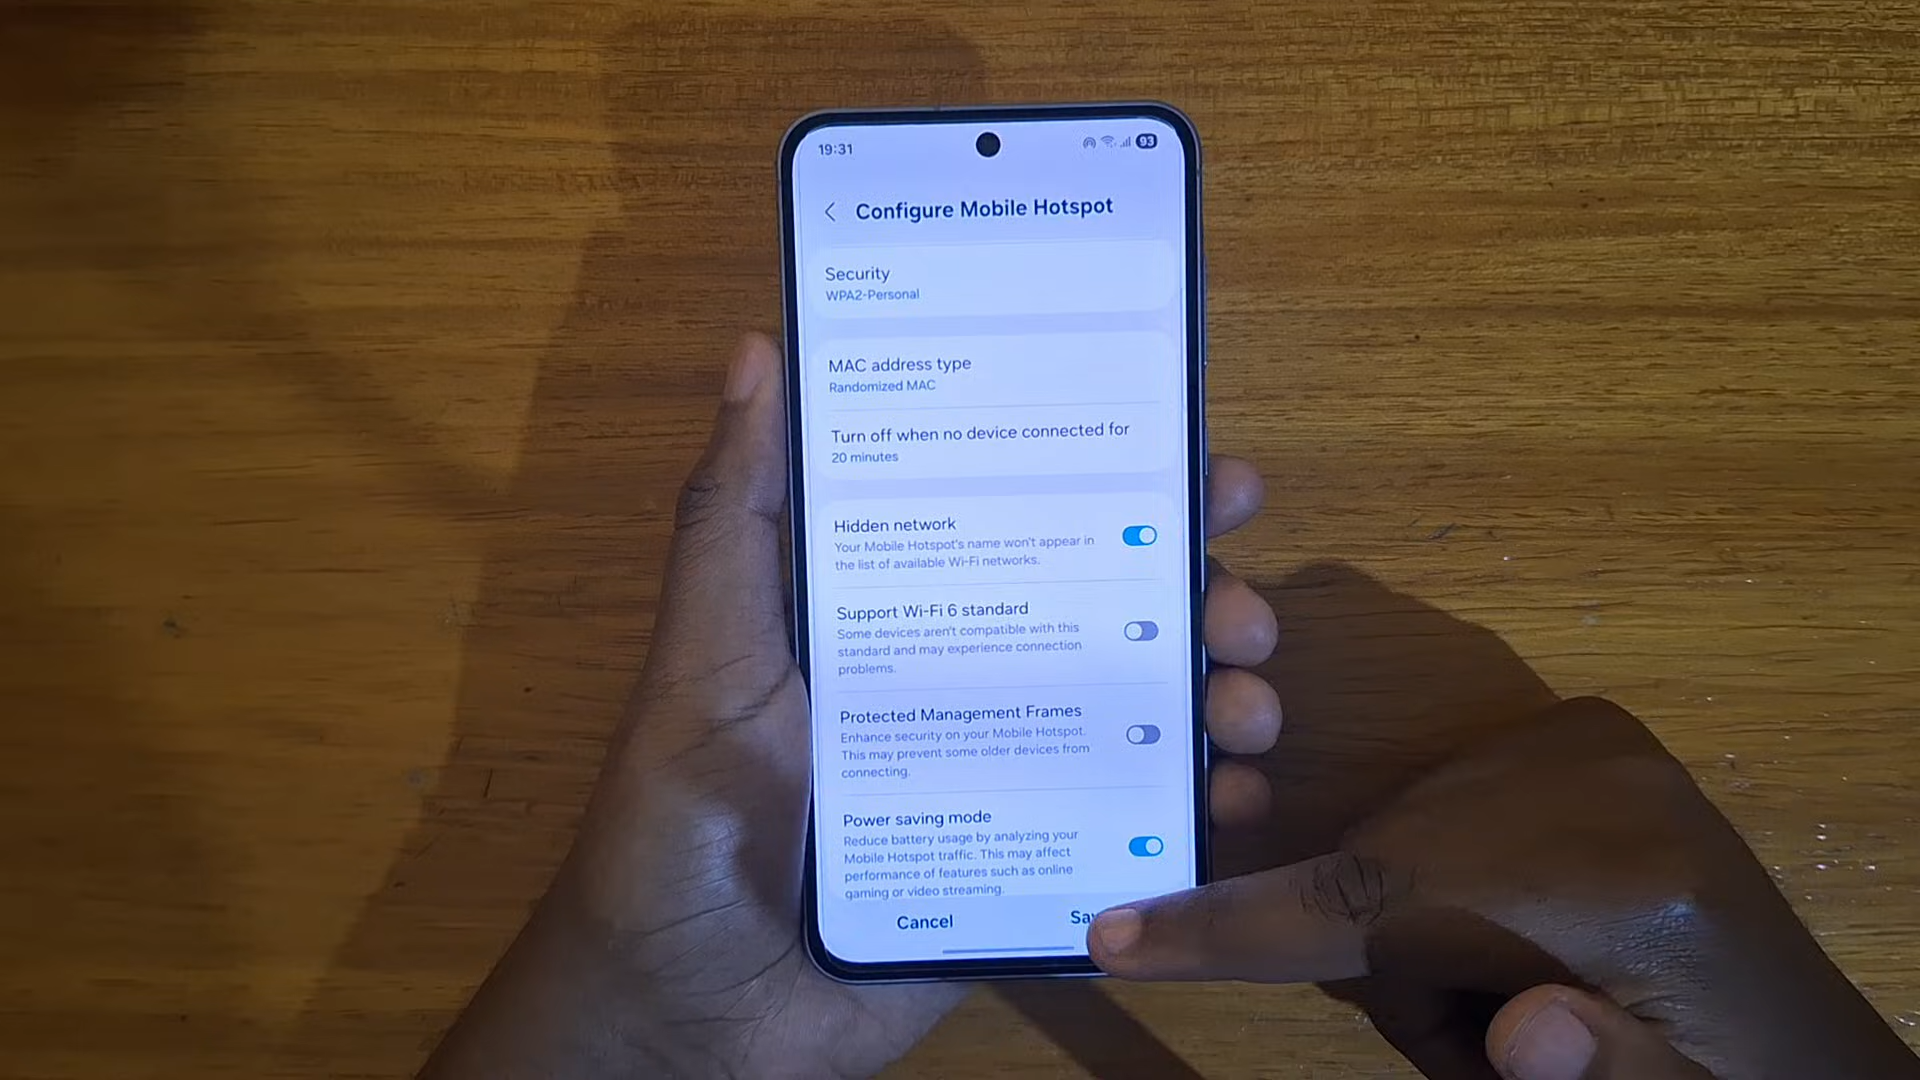 19:31
93
Configure Mobile Hotspot
Security
WPA2-Personal
MAC address type
Randomized MAC
Turn off when no device connected for
20 minutes
Hidden network
Your Mobile Hotspot's name won't appear in
the list of available Wi-Fi networks.
Support Wi-Fi 6 standard
Some devices aren't compatible with this
standard and may experience connection
problems.
Protected Management Frames
Enhance security on your Mobile Hotspot.
This may prevent some older devices from
connecting.
Power saving mode
Reduce battery usage by analyzing your
Mobile Hotspot traffic. This may affect
performance of features such as online
gaming or video streaming.
Cancel